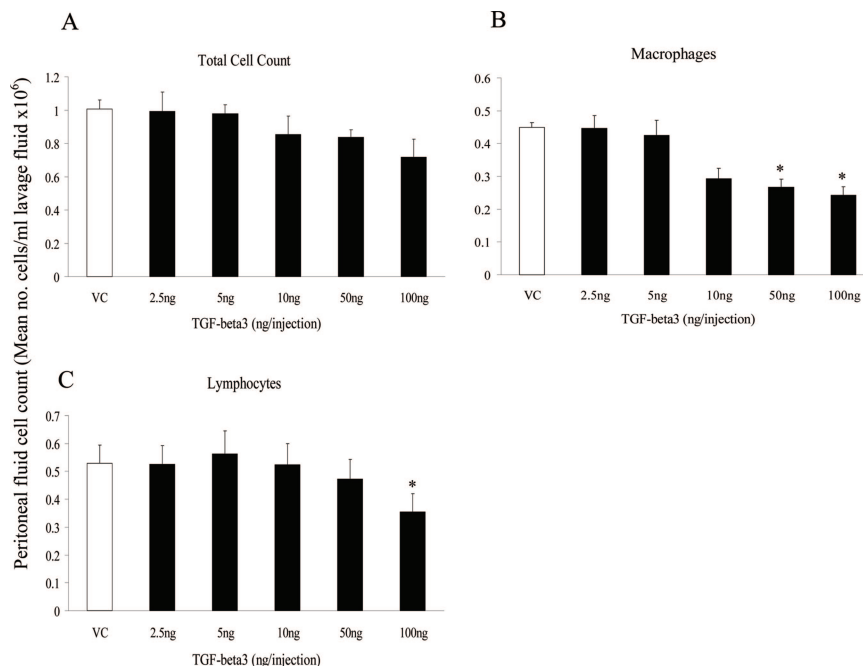 A
Total Cell Count
1.2
1
0.8
0.6
0.4
0.2
0
VC 2.5ng 5ng 10ng 50ng 100ng
TGF-beta3 (ng/injection)
B
Macrophages
0.6
0.5
0.4
0.3
0.2
0.1
0
* *
VC 2.5ng 5ng 10ng 50ng 100ng
TGF-beta3 (ng/injection)
Peritoneal fluid cell count (Mean no. cells/ml lavage fluid x10⁶)
C
Lymphocytes
0.7
0.6
0.5
0.4
0.3
0.2
0.1
0
*
VC 2.5ng 5ng 10ng 50ng 100ng
TGF-beta3 (ng/injection)